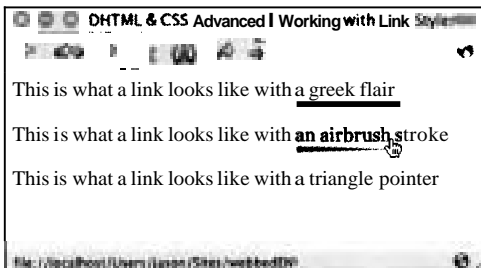 DHTML & CSS Advanced I Working with Link
This is what a link looks like with a greek flair
This is what a link looks like with an airbrush stroke
This is what a link looks like with a triangle pointer